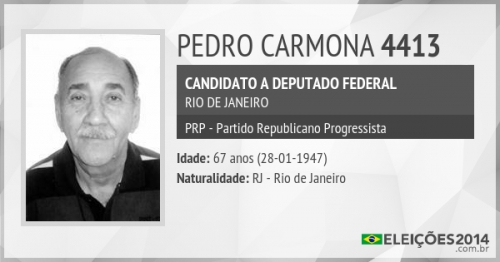 PEDRO CARMONA 4413
CANDIDATO A DEPUTADO FEDERAL
RIO DE JANEIRO
PRP - Partido Republicano Progressista
Idade: 67 anos (28-01-1947)
Naturalidade: RJ - Rio de Janeiro
ELEIÇÕES2014
.com.br